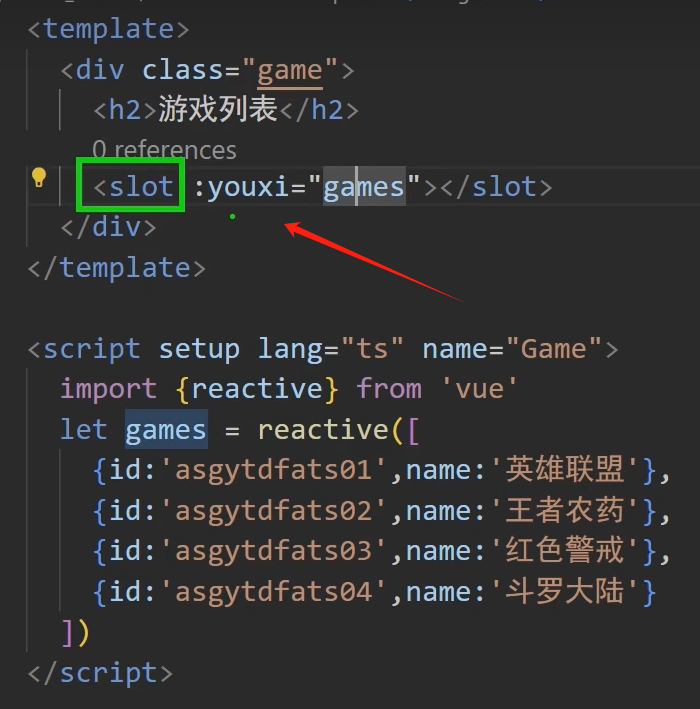 <template>
<div class="game">
<h2>游戏列表</h2>
0 references
<slot :youxi="games"></slot>
</div>
</template>
<script setup lang="ts" name="Game">
import {reactive} from 'vue'
let games = reactive([
{id:'asgytdfats01',name:'英雄联盟'},
{id:'asgytdfats02',name:'王者农药'},
{id:'asgytdfats03',name:'红色警戒'},
{id:'asgytdfats04',name:'斗罗大陆'}
])
</script>